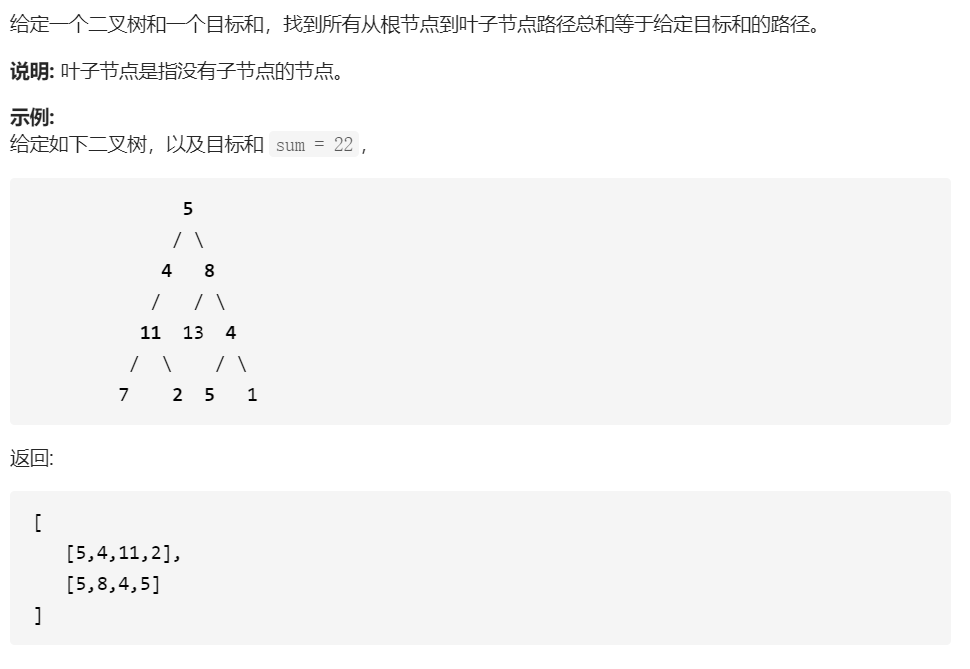 给定一个二叉树和一个目标和，找到所有从根节点到叶子节点路径总和等于给定目标和的路径。
说明: 叶子节点是指没有子节点的节点。
示例:
给定如下二叉树，以及目标和 sum = 22，
5
/ \
4 8
/ / \
11 13 4
/ \ / \
7 2 5 1
返回:
[
[5,4,11,2],
[5,8,4,5]
]